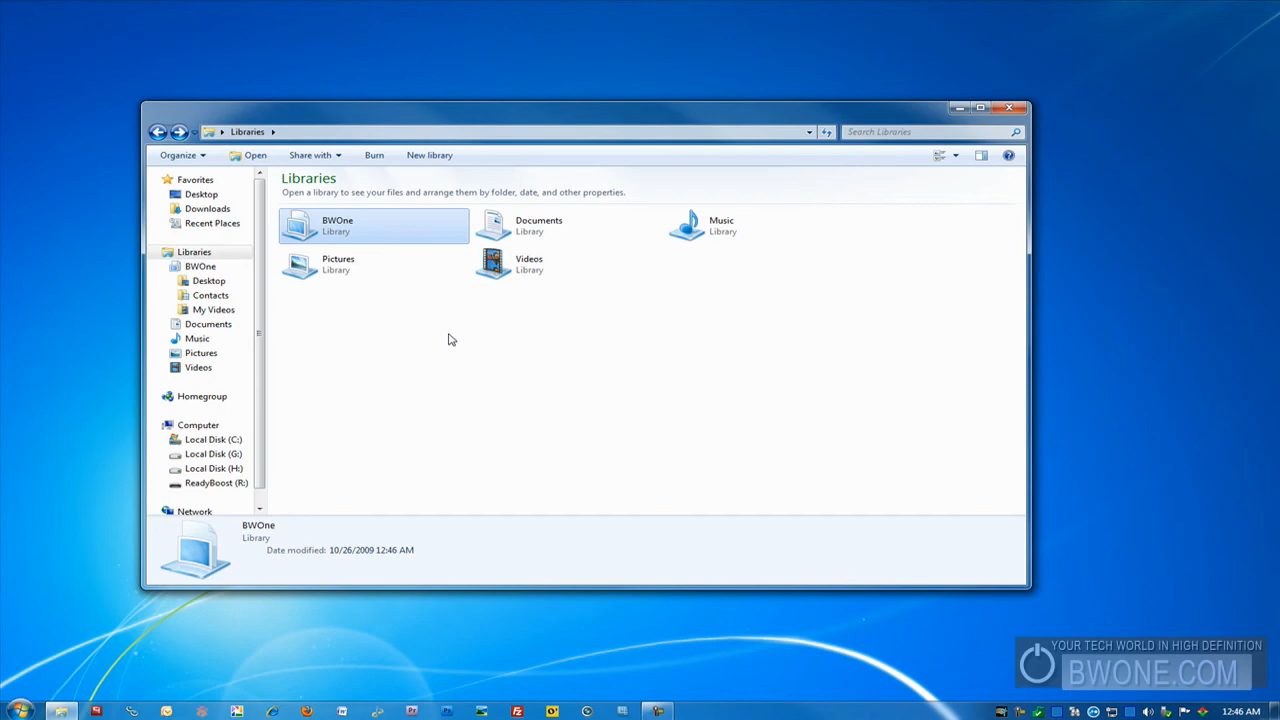 Libraries
Search Libraries
Organize Open Share with Burn New library
Favorites
Desktop
Downloads
Recent Places
Libraries
BWOne
Desktop
Contacts
My Videos
Documents
Music
Pictures
Videos
Homegroup
Computer
Local Disk (C:)
Local Disk (G:)
Local Disk (H:)
ReadyBoost (R:)
Network
Libraries
Open a library to see your files and arrange them by folder, date, and other properties.
BWOne
Library
Documents
Library
Music
Library
Pictures
Library
Videos
Library
BWOne
Library
Date modified: 10/26/2009 12:46 AM
YOUR TECH WORLD IN HIGH DEFINITION
BWONE.COM
12:46 AM